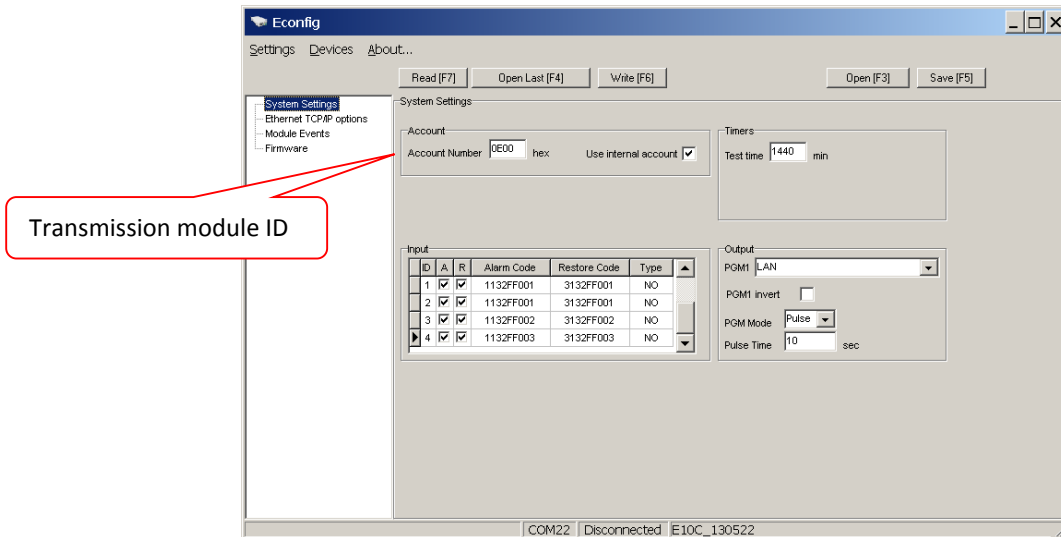 Econfig
Settings Devices About...
Read [F7] Open Last [F4] Write [F6] Open [F3] Save [F5]
System Settings
Ethernet TCP/IP options
Module Events
Firmware
System Settings
Account
Account Number 0E00 hex Use internal account
Timers
Test time 1440 min
Transmission module ID
Input
ID A R Alarm Code Restore Code Type
1 1132FF001 3132FF001 NO
2 1132FF001 3132FF001 NO
3 1132FF002 3132FF002 NO
4 1132FF003 3132FF003 NO
Output
PGM1 LAN
PGM1 invert
PGM Mode Pulse
Pulse Time 10 sec
COM22 Disconnected E10C_130522